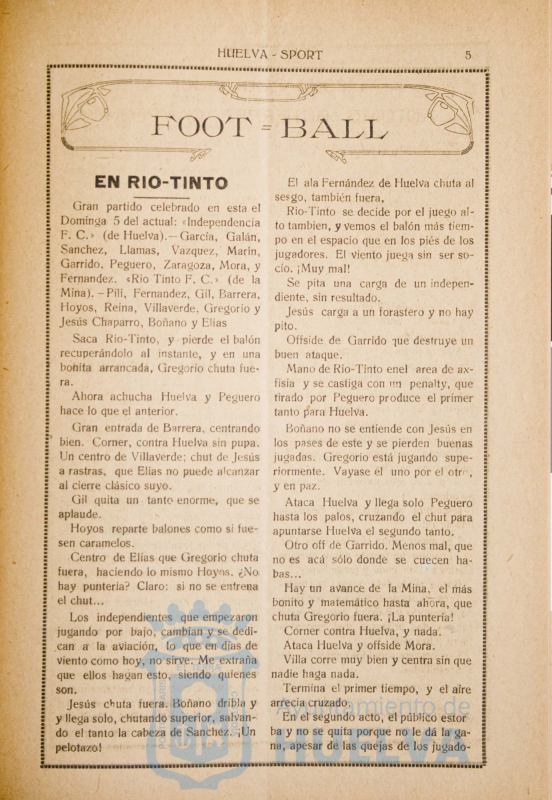 HUELVA - SPORT 5
FOOT = BALL
EN RIO-TINTO
Gran partido celebrado en esta el
Dominga 5 del actual: «Independencia
F. C.» (de Huelva).—García, Galán,
Sanchez, Llamas, Vazquez, Marin,
Garrido, Peguero, Zaragoza, Mora, y
Fernandez. «Rio Tinto F. C.» (de la
Mina).—Pili, Fernandez, Gil, Barrera,
Hoyos, Reina, Villaverde, Gregorio y
Jesús Chaparro, Boñano y Elias
Saca Rio-Tinto, y pierde el balón
recuperándolo al instante, y en una
bonita arrancada, Gregorio chuta fue-
ra.
Ahora achucha Huelva y Peguero
hace lo que el anterior.
Gran entrada de Barrera, centrando
bien. Corner, contra Huelva sin pupa.
Un centro de Villaverde; chut de Jesús
a rastras, que Elias no puede alcanzar
al cierre clásico suyo.
Gil quita un tanto enorme, que se
aplaude.
Hoyos reparte balones como si fue-
sen caramelos.
Centro de Elias que Gregorio chuta
fuera, haciendo lo mismo Hoyos. ¿No
hay puntería? Claro: si no se entrena
el chut...
Los independientes que empezaron
jugando por bajo, cambian y se dedi-
can a la aviación, lo que en días de
viento como hoy, no sirve. Me extraña
que ellos hagan esto, siendo quienes
son.
Jesús chuta fuera. Boñano dribla y
y llega solo, chutando superior, salvan-
do el tanto la cabeza de Sanchez. ¡Un
pelotazo!
El ala Fernández de Huelva chuta al
sesgo, también fuera,
Rio-Tinto se decide por el juego al-
to tambien, y vemos el balón más tiem-
po en el espacio que en los piés de los
jugadores. El viento juega sin ser so-
cio. ¡Muy mal!
Se pita una carga de un indepen-
diente, sin resultado.
Jesús carga a un forastero y no hay
pito.
Offside de Garrido que destruye un
buen ataque.
Mano de Rio-Tinto enel area de as-
fisia y se castiga con un penalty, que
tirado por Peguero produce el primer
tanto para Huelva.
Boñano no se entiende con Jesús en
los pases de este y se pierden buenas
jugadas. Gregorio está jugando supe-
riormente. Vayase el uno por el otro,
y en paz.
Ataca Huelva y llega solo Peguero
hasta los palos, cruzando el chut para
apuntarse Huelva el segundo tanto.
Otro off de Garrido. Menos mal, que
no es acá sólo donde se cuecen ha-
bas...
Hay un avance de la Mina, el más
bonito y matemático hasta ahora, que
chuta Gregorio fuera. ¡La puntería!
Corner contra Huelva, y nada.
Ataca Huelva y offside Mora.
Villa corre muy bien y centra sin que
nadie haga nada.
Termina el primer tiempo, y el aire
arrecia cruzado.
En el segundo acto, el público estor
ba y no se quita porque no le dá la ga-
na, apesar de las quejas de los jugado-
Ayuntamiento de
HUELVA